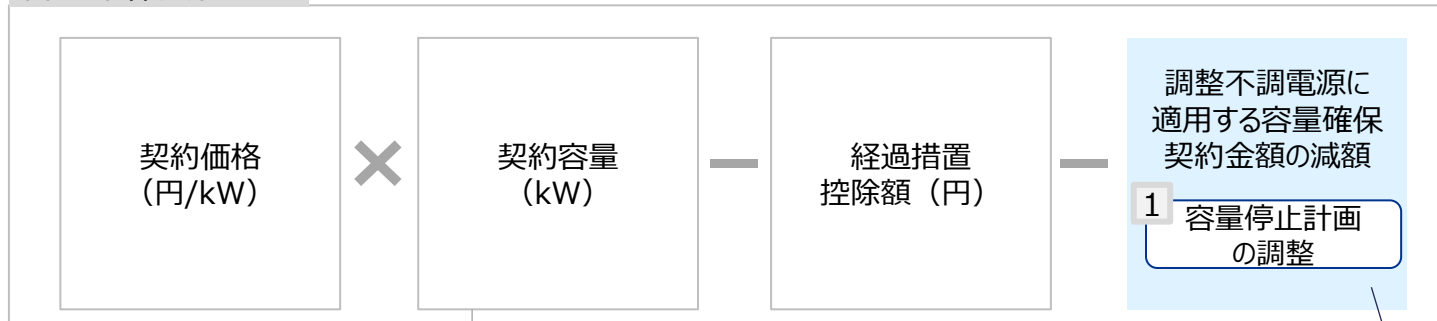 契約価格
（円/kW）
契約容量
（kW）
経過措置
控除額（円）
調整不調電源に
適用する容量確保
契約金額の減額
1
容量停止計画
の調整